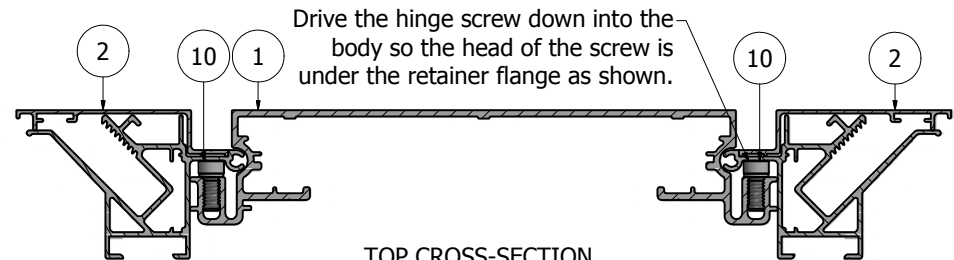 Drive the hinge screw down into the
body so the head of the screw is
under the retainer flange as shown.
2
10
1
10
2
TOP CROSS-SECTION